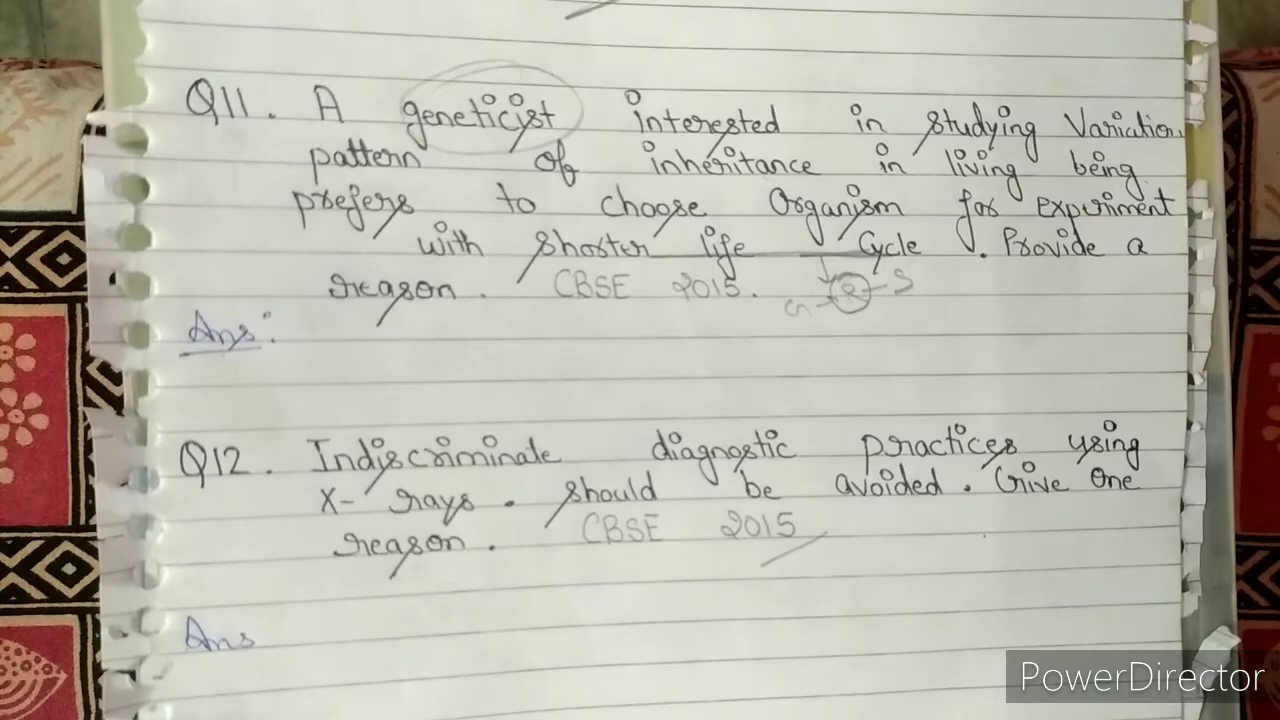 Q11. A geneticist interested in studying Variation
pattern of inheritance in living being
prefers to choose Organism for experiment
with shorter life Cycle. Provide a
reason. CBSE 2015. R S
Ans:
Q12. Indiscriminate diagnostic practices using
X-rays. should be avoided. Give One
reason. CBSE 2015
Ans
PowerDirector